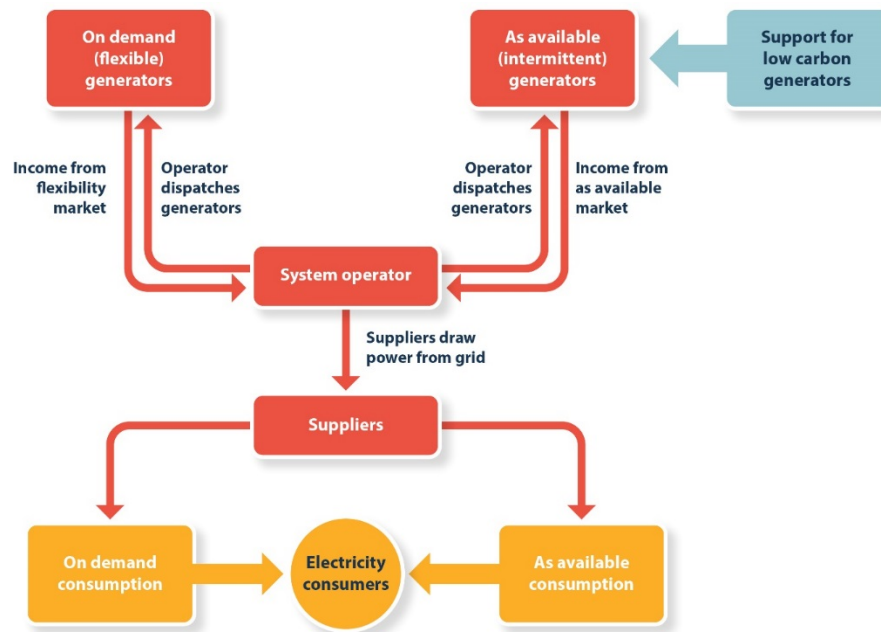 On demand
(flexible)
generators
As available
(intermittent)
generators
Support for
low carbon
generators
Income from
flexibility
market
Operator
dispatches
generators
Operator
dispatches
generators
Income from
as available
market
System operator
Suppliers draw
power from grid
Suppliers
On demand
consumption
Electricity
consumers
As available
consumption